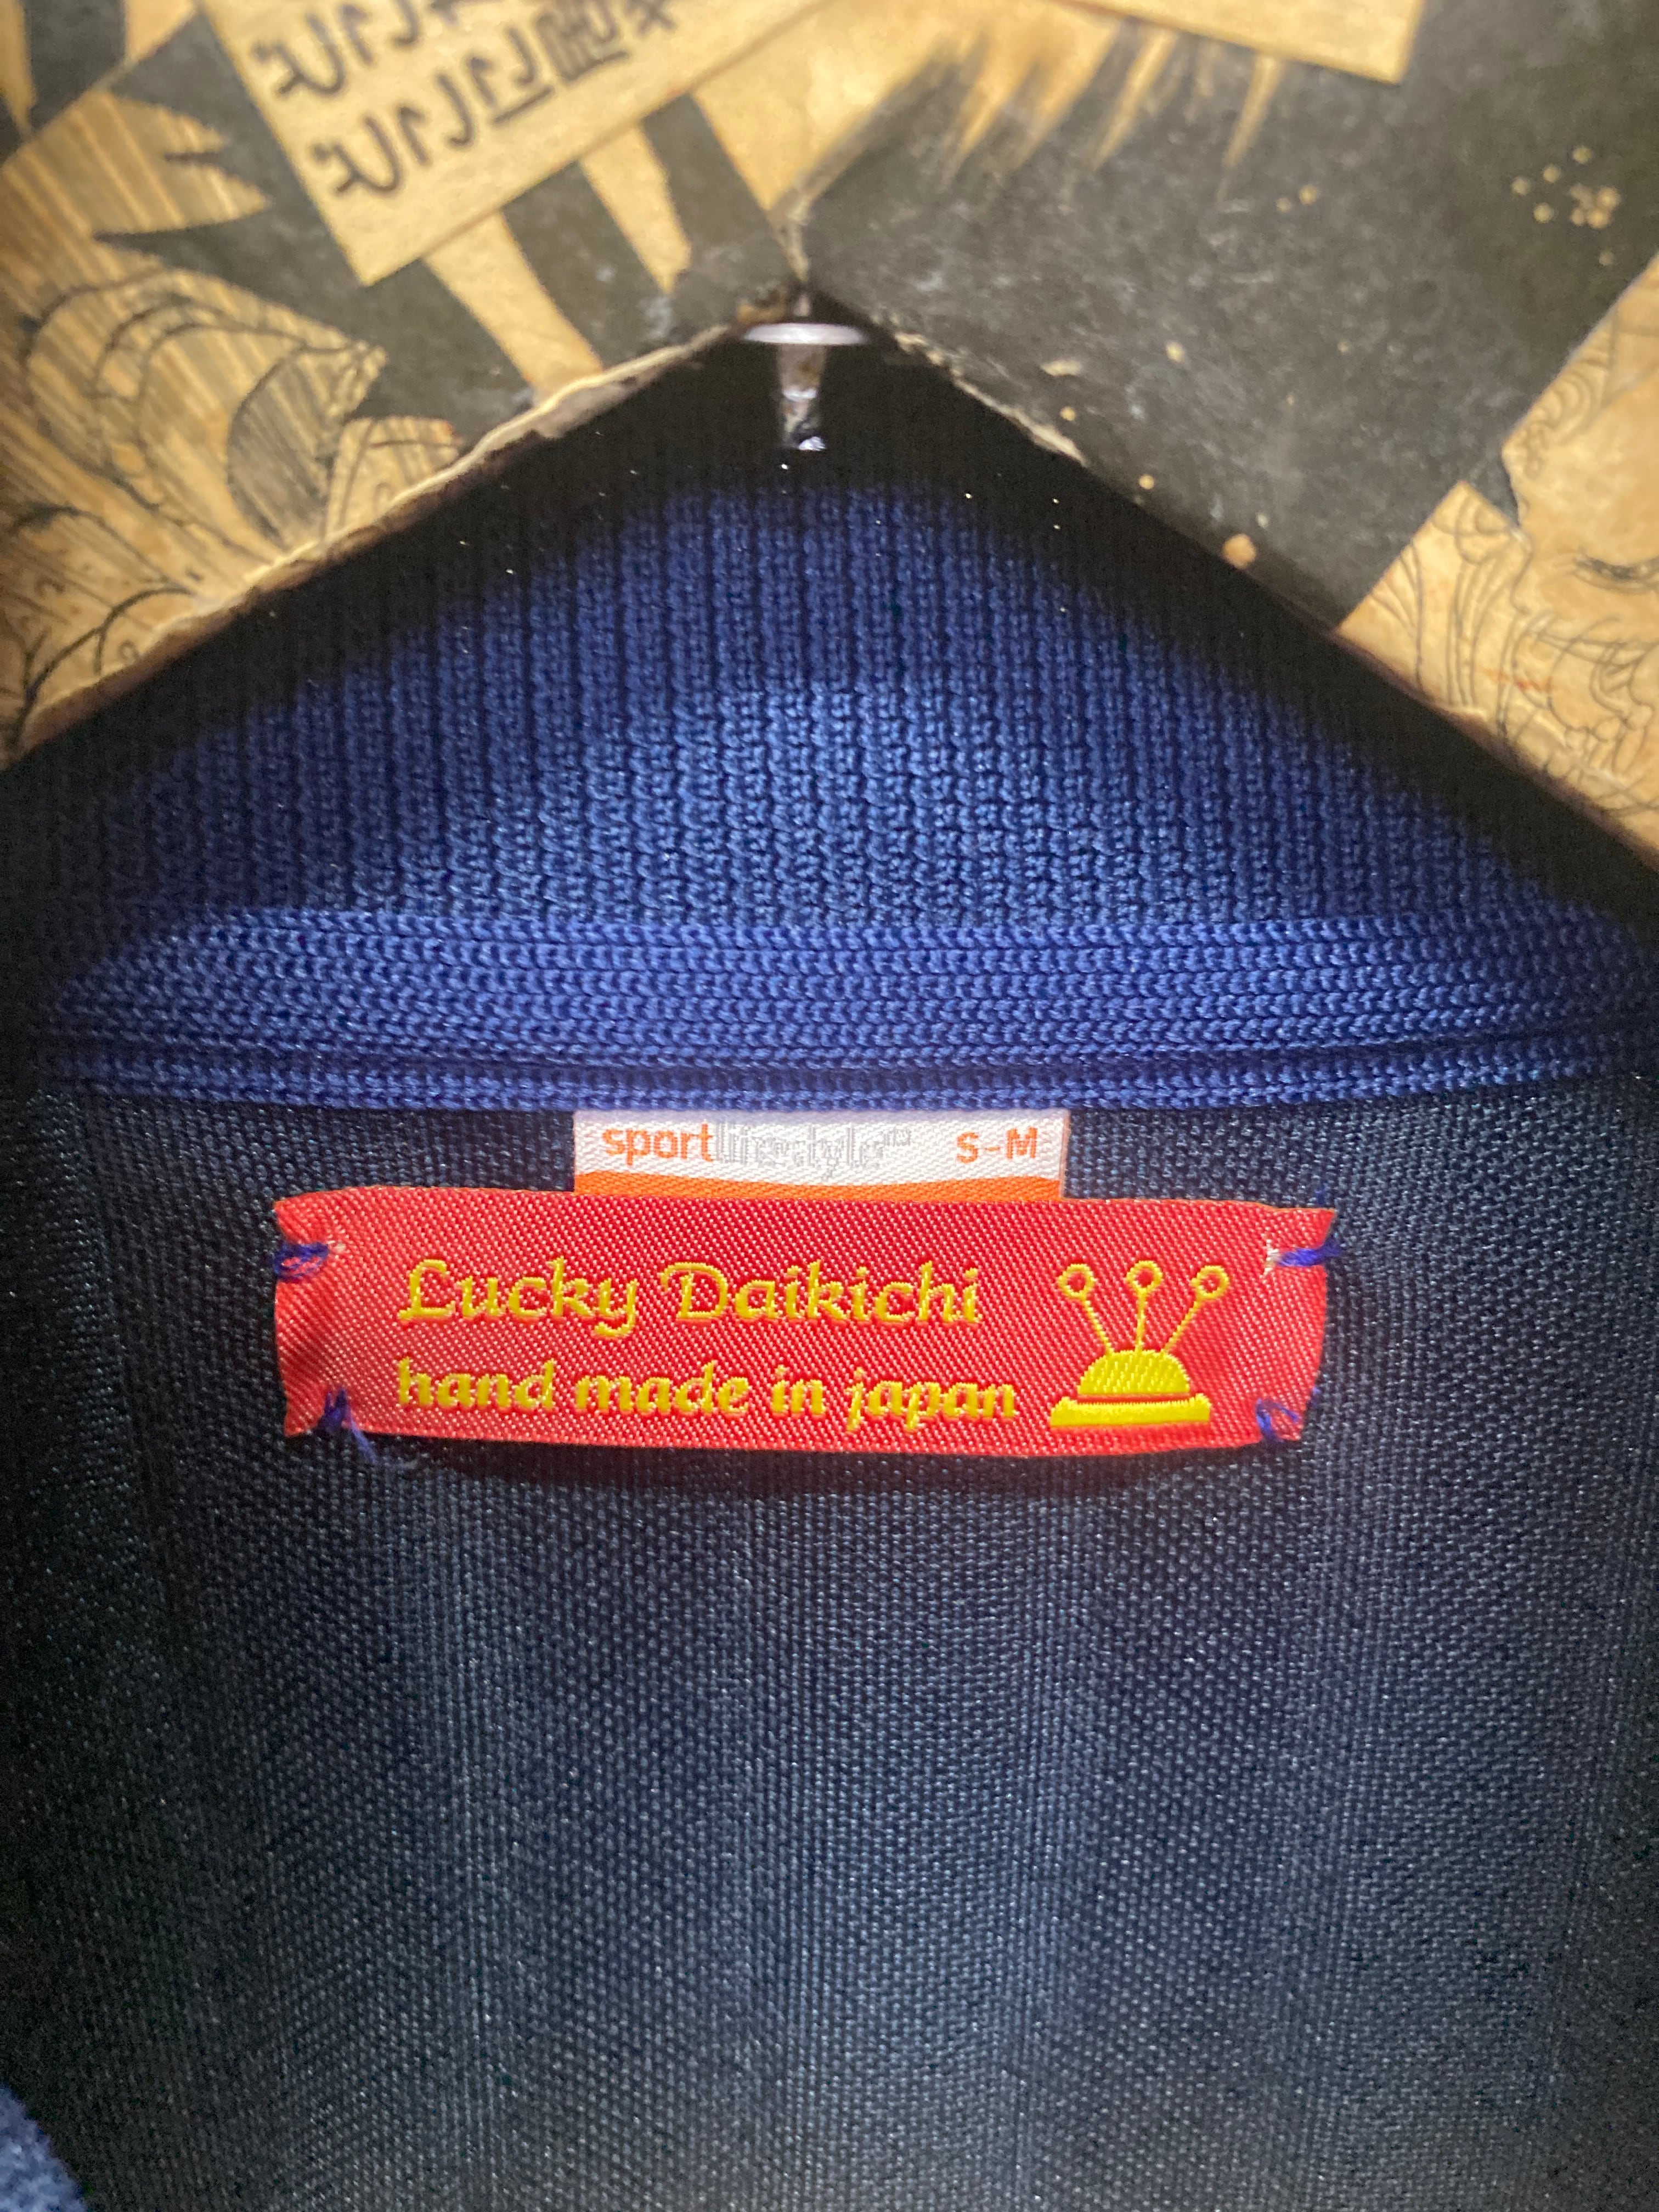 sportlifestyle® S-M
Lucky Daikichi
hand made in japan